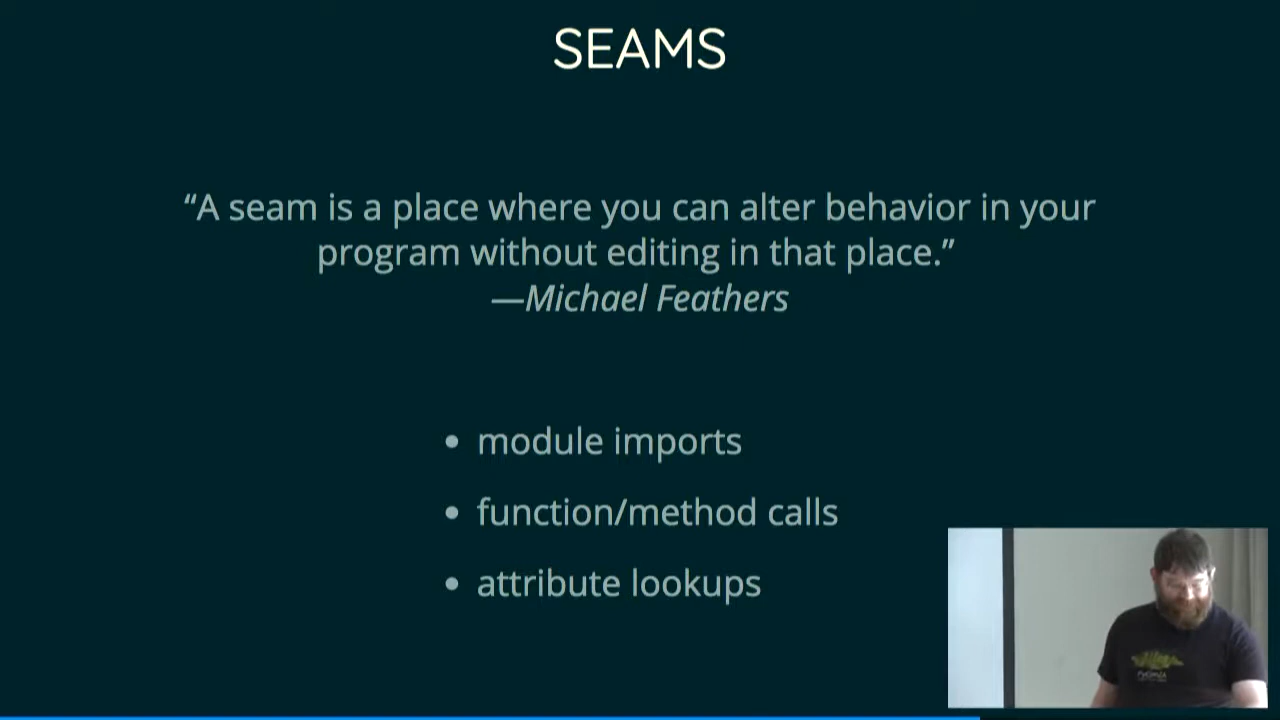 SEAMS
“A seam is a place where you can alter behavior in your
program without editing in that place.”
—Michael Feathers
• module imports
• function/method calls
• attribute lookups